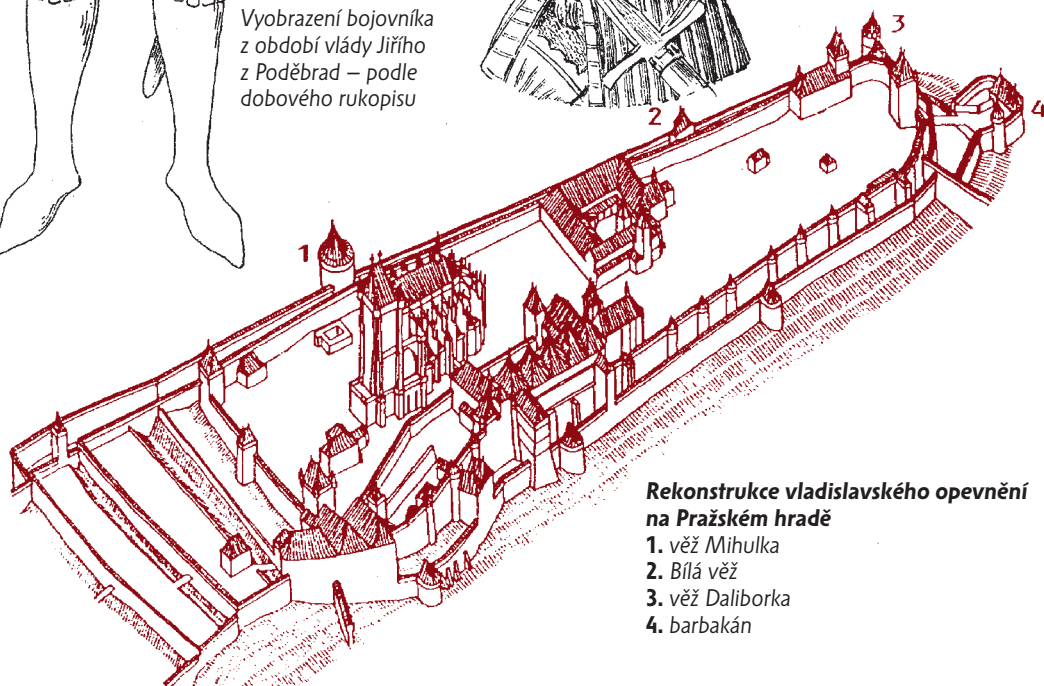 Vyobrazení bojovníka
z období vlády Jiřího
z Poděbrad – podle
dobového rukopisu
3
4
2
1
Rekonstrukce vladislavského opevnění
na Pražském hradě
1. věž Mihulka
2. Bílá věž
3. věž Daliborka
4. barbakán